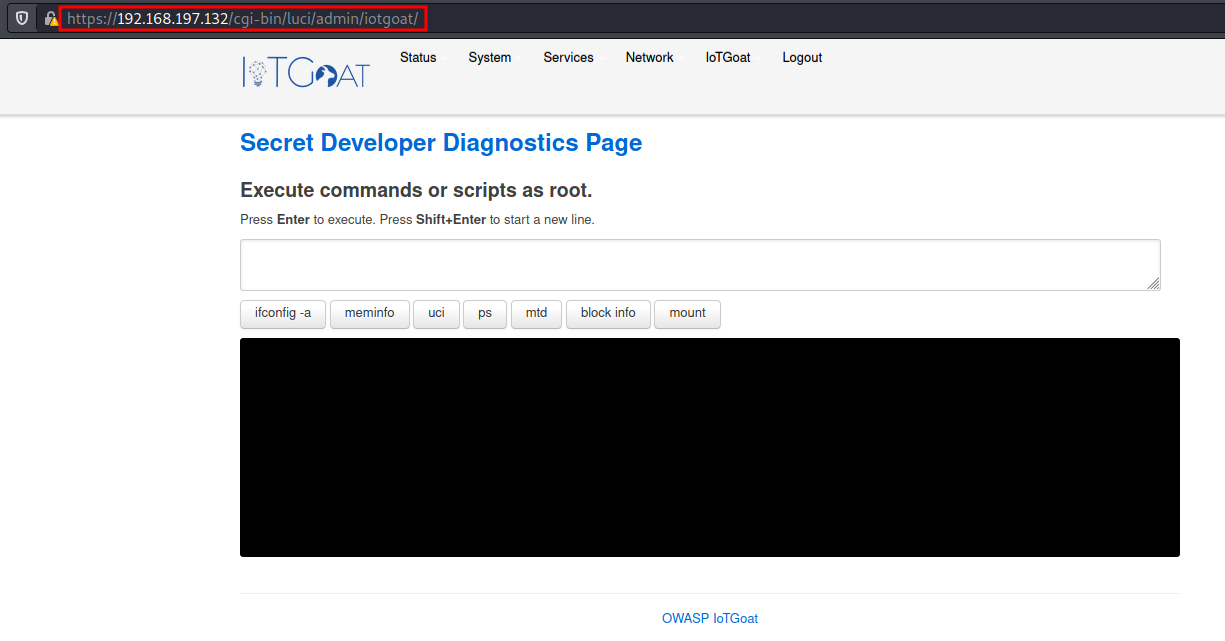 https://192.168.197.132/cgi-bin/luci/admin/iotgoat/
IoTGoat Status System Services Network IoTGoat Logout
Secret Developer Diagnostics Page
Execute commands or scripts as root.
Press Enter to execute. Press Shift+Enter to start a new line.
ifconfig -a meminfo uci ps mtd block info mount
OWASP IoTGoat